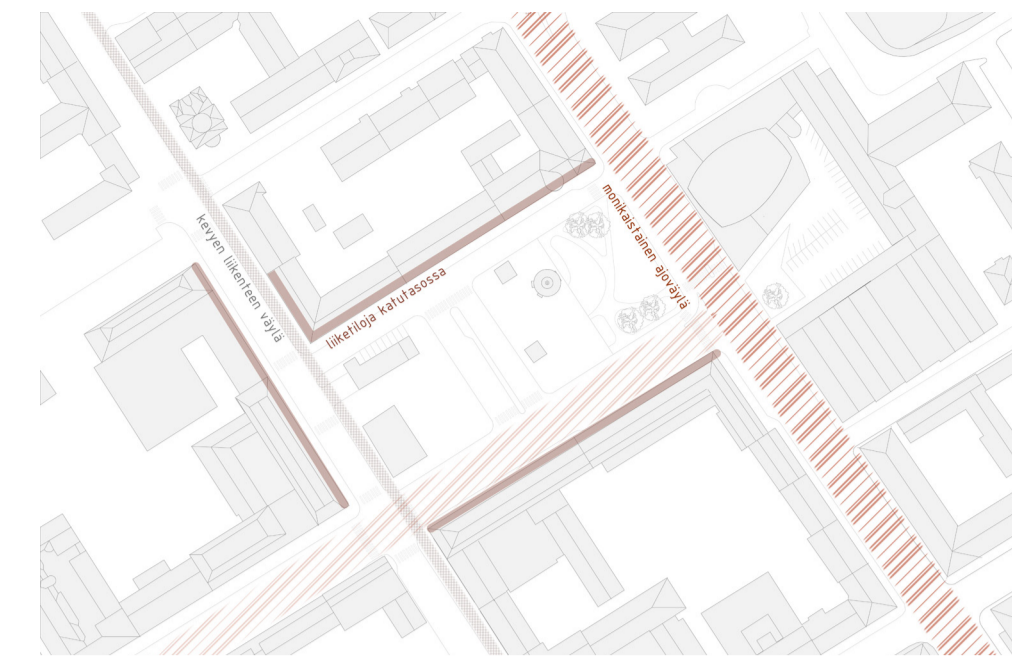 kevyen liikenteen väylä
liiketiloja katutasossa
monikaistainen ajoväylä